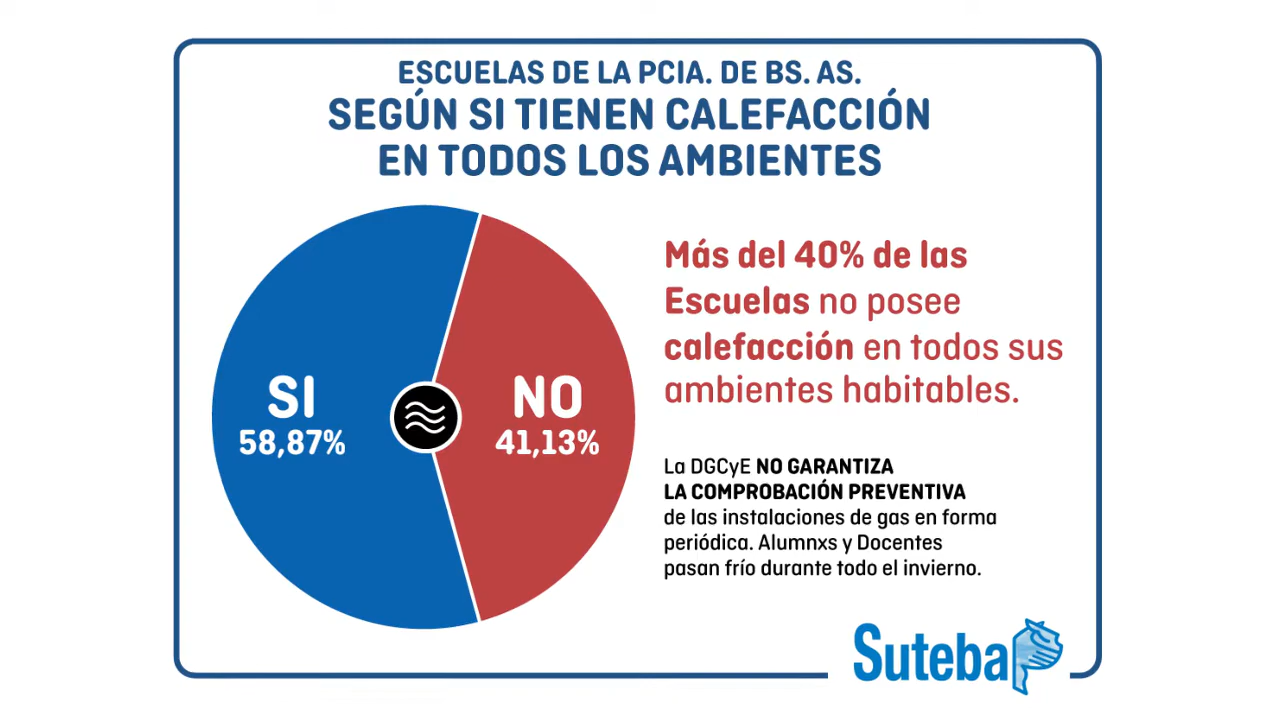 ESCUELAS DE LA PCIA. DE BS. AS.
SEGÚN SI TIENEN CALEFACCIÓN
EN TODOS LOS AMBIENTES
SI
58,87%
NO
41,13%
Más del 40% de las
Escuelas no posee
calefacción en todos sus
ambientes habitables.
La DGCyE NO GARANTIZA
LA COMPROBACIÓN PREVENTIVA
de las instalaciones de gas en forma
periódica. Alumnxs y Docentes
pasan frío durante todo el invierno.
Suteba